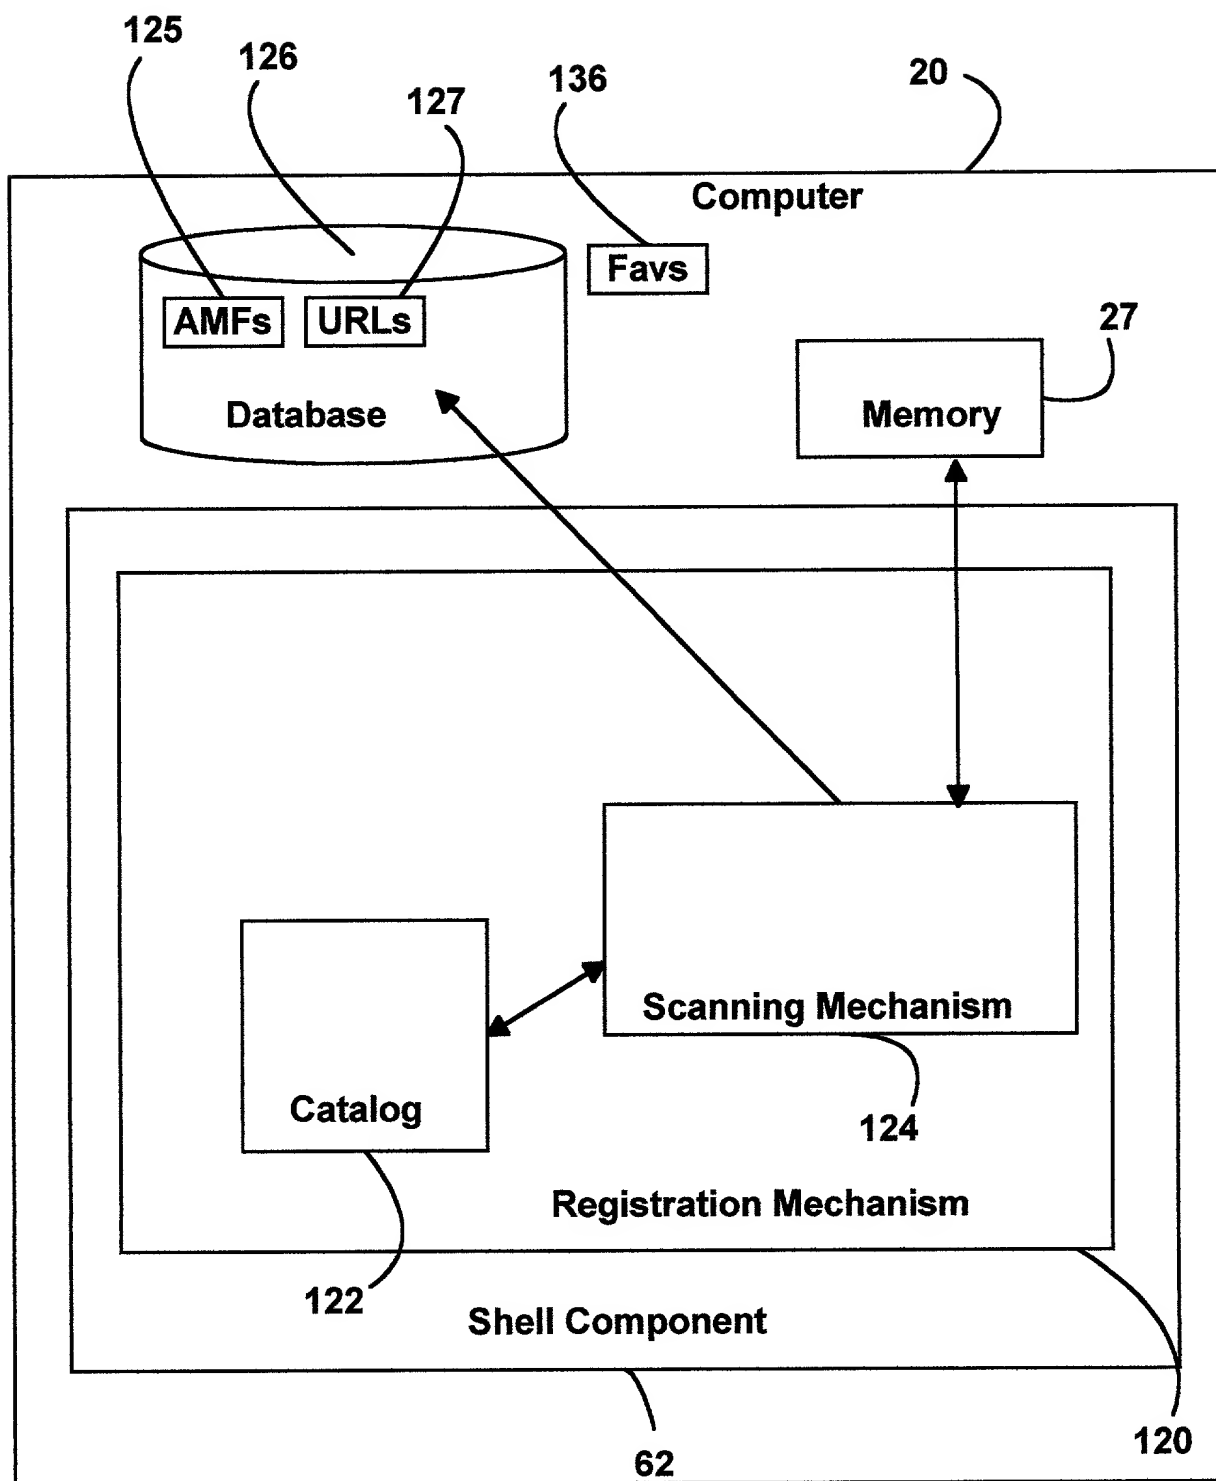 125
126
127
136
20
Computer
Favs
AMFs URLs
27
Database
Memory
Scanning Mechanism
Catalog
124
Registration Mechanism
122
Shell Component
120
62